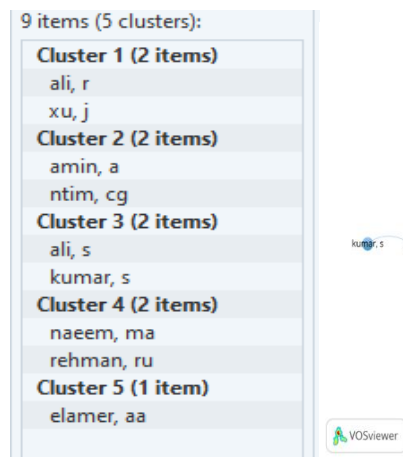 9 items (5 clusters):
Cluster 1 (2 items)
ali, r
xu, j
Cluster 2 (2 items)
amin, a
ntim, cg
Cluster 3 (2 items)
ali, s
kumar, s
Cluster 4 (2 items)
naeem, ma
rehman, ru
Cluster 5 (1 item)
elamer, aa
kumar, s
VOSviewer